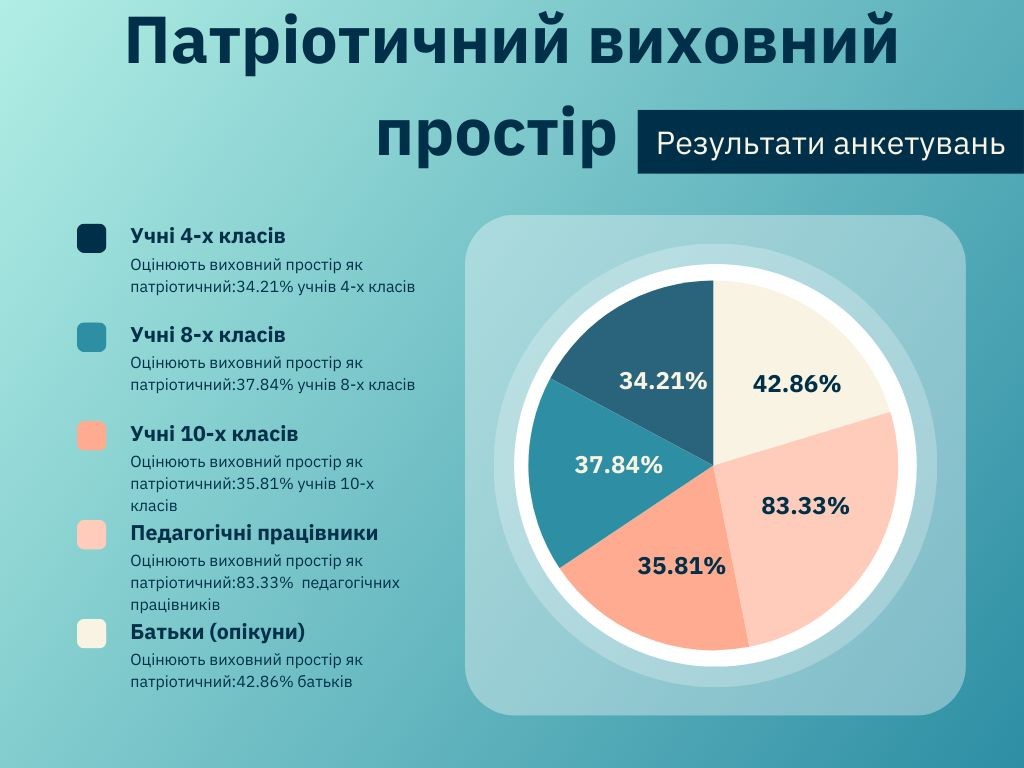 Патріотичний виховний
простір
Результати анкетувань
Учні 4-х класів
Оцінюють виховний простір як
патріотичний:34.21% учнів 4-х класів
Учні 8-х класів
Оцінюють виховний простір як
патріотичний:37.84% учнів 8-х класів
Учні 10-х класів
Оцінюють виховний простір як
патріотичний:35.81% учнів 10-х
класів
Педагогічні працівники
Оцінюють виховний простір як
патріотичний:83.33%  педагогічних
працівників
Батьки (опікуни)
Оцінюють виховний простір як
патріотичний:42.86% батьків
34.21%
42.86%
37.84%
83.33%
35.81%